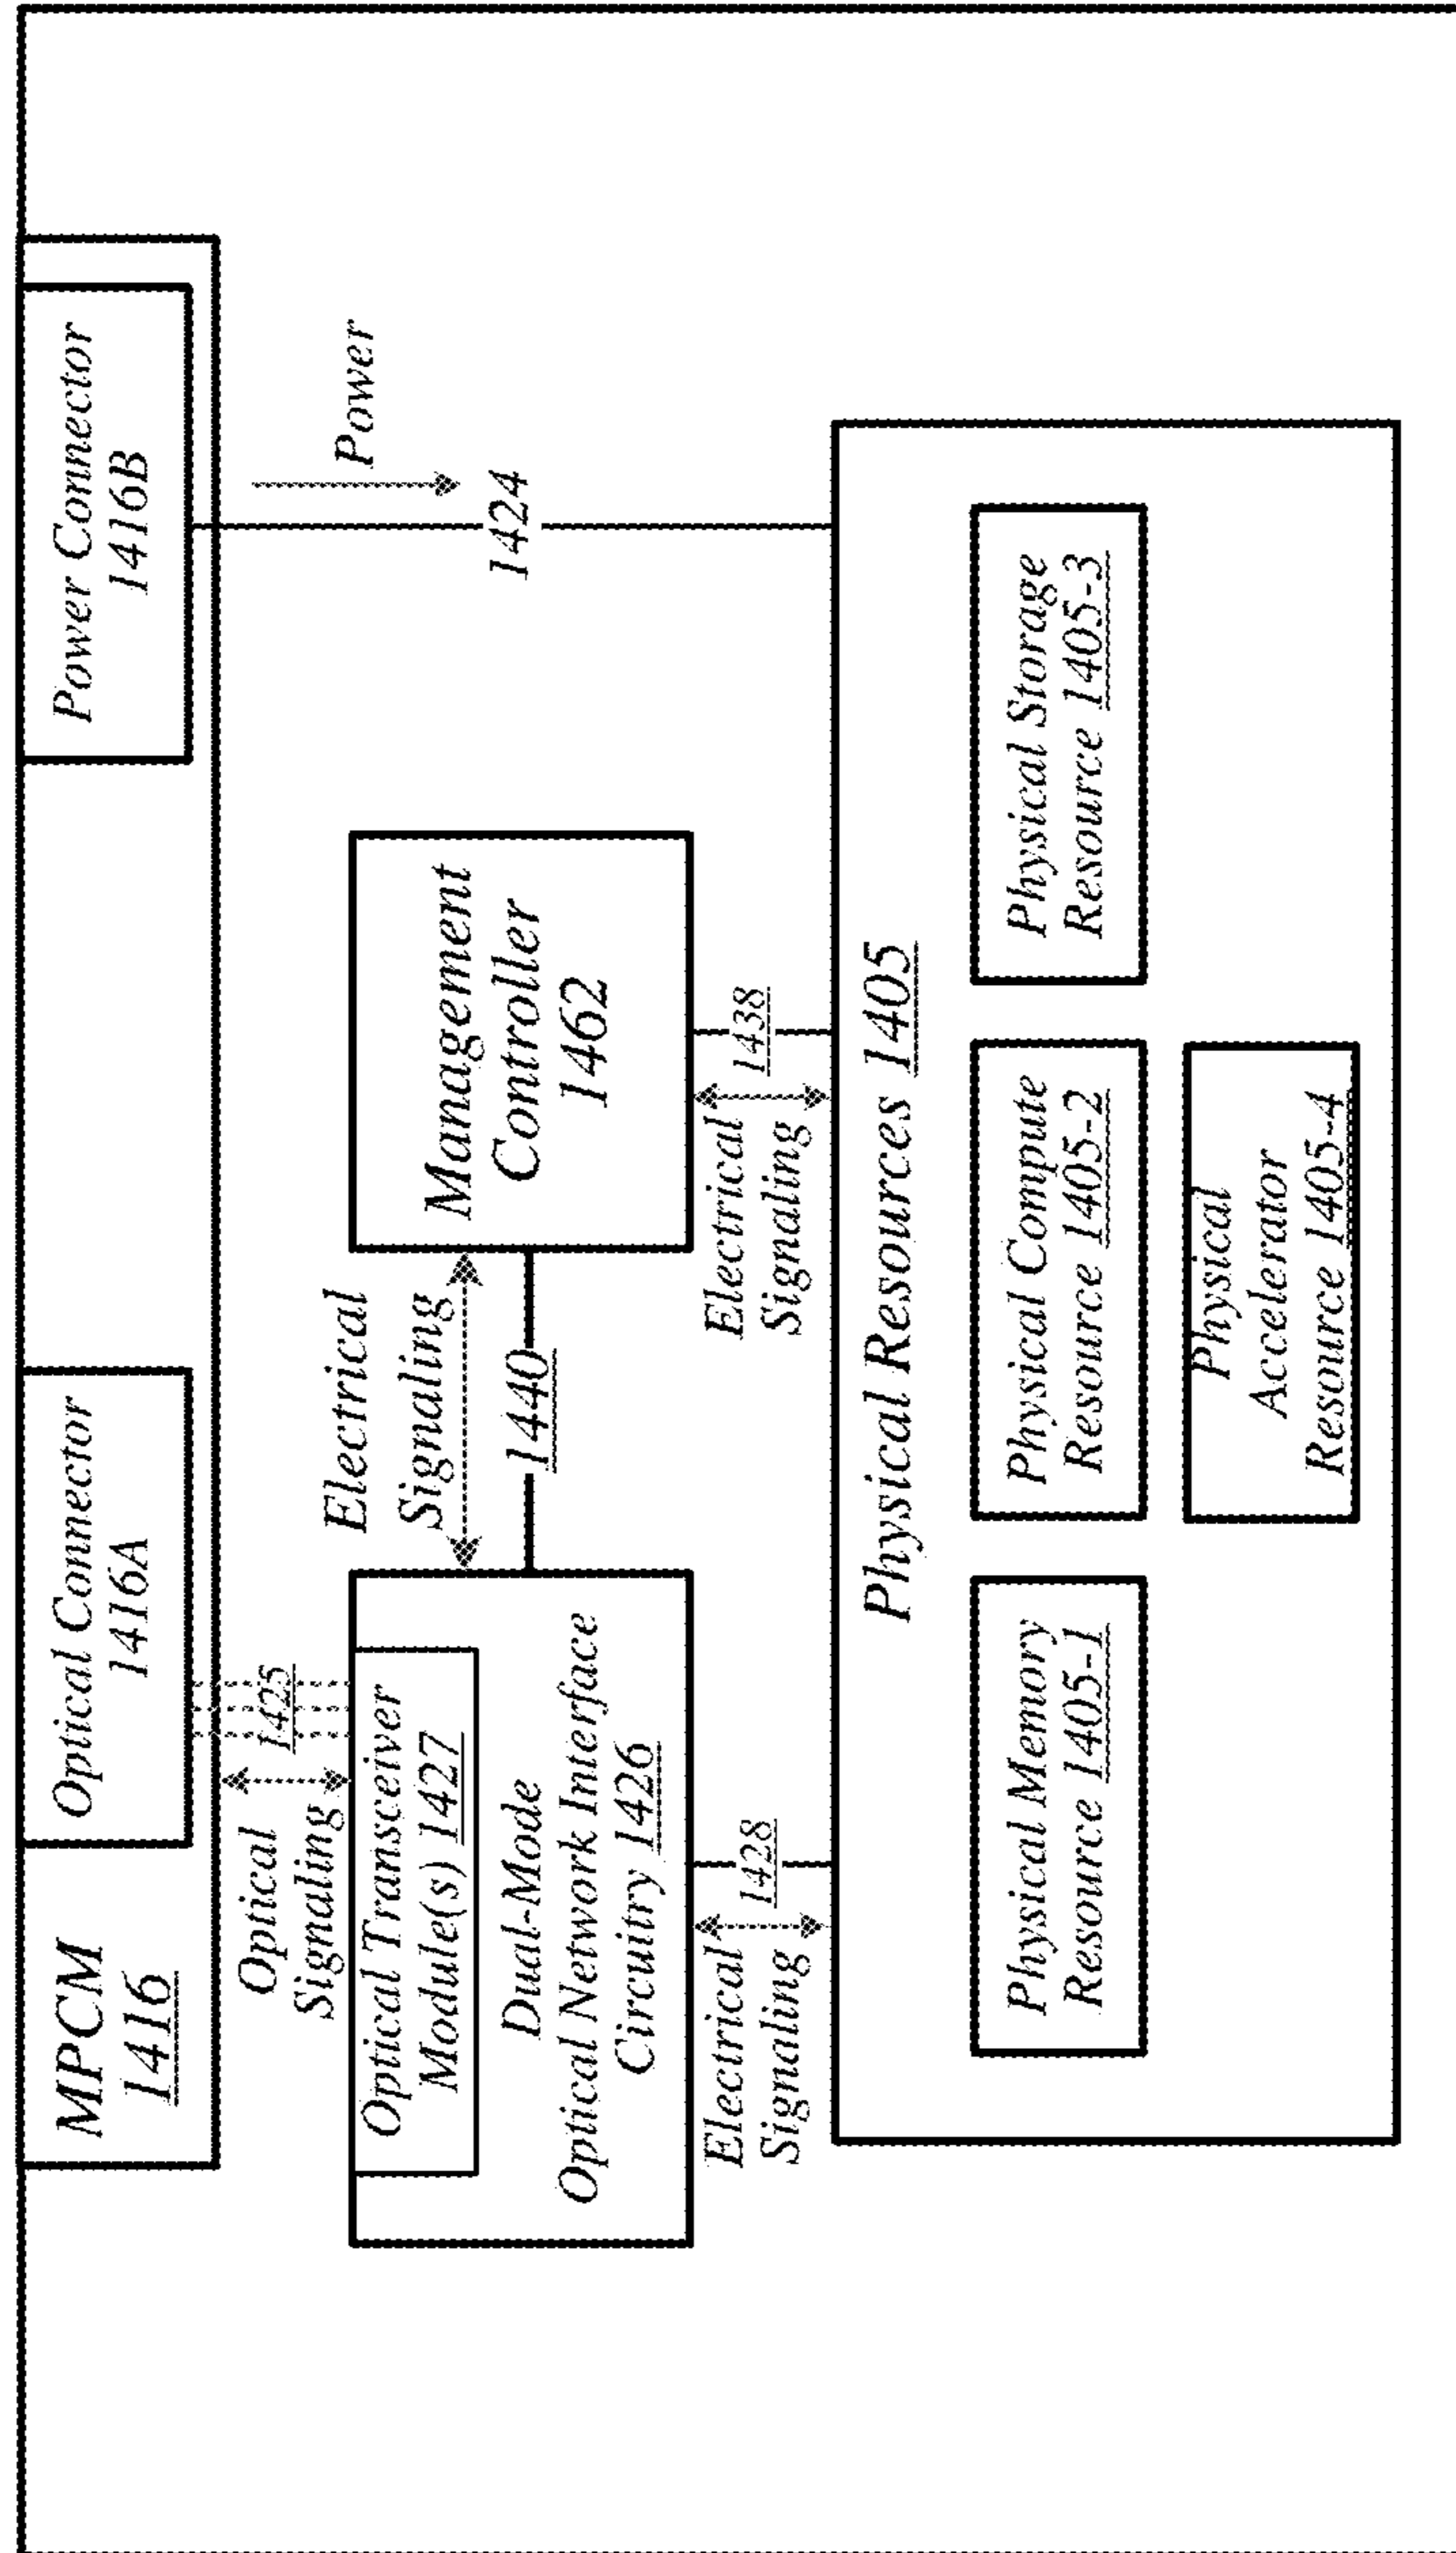 MPCM
1416
Optical Connector
1416A
Power Connector
1416B
Optical
Signaling
1425
Power
1424
Optical Transceiver
Module(s) 1427
Dual-Mode
Optical Network Interface
Circuitry 1426
Electrical
Signaling
1440
Management
Controller
1462
Electrical
Signaling
1428
Electrical
Signaling
1438
Physical Resources 1405
Physical Memory
Resource 1405-1
Physical Compute
Resource 1405-2
Physical Storage
Resource 1405-3
Physical
Accelerator
Resource 1405-4